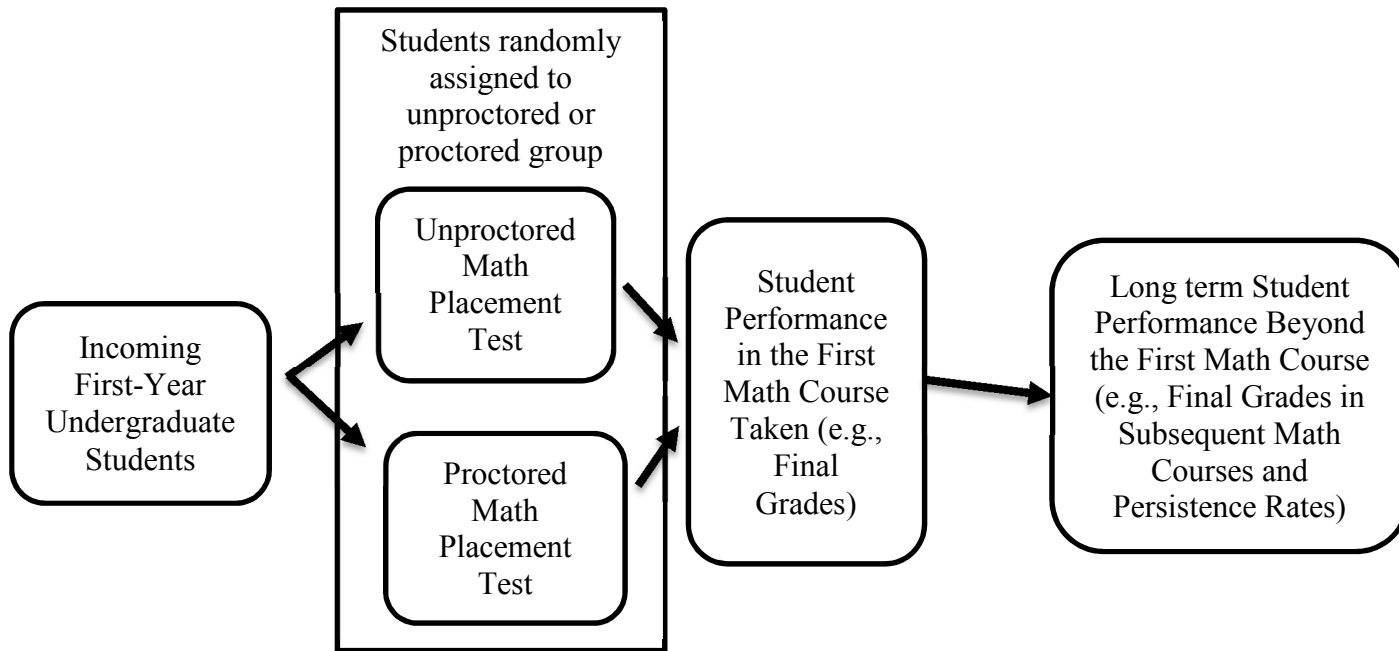 Incoming
First-Year
Undergraduate
Students
Students randomly
assigned to
unproctored or
proctored group
Unproctored
Math
Placement
Test
Proctored
Math
Placement
Test
Student
Performance
in the First
Math Course
Taken (e.g.,
Final
Grades)
Long term Student
Performance Beyond
the First Math Course
(e.g., Final Grades in
Subsequent Math
Courses and
Persistence Rates)